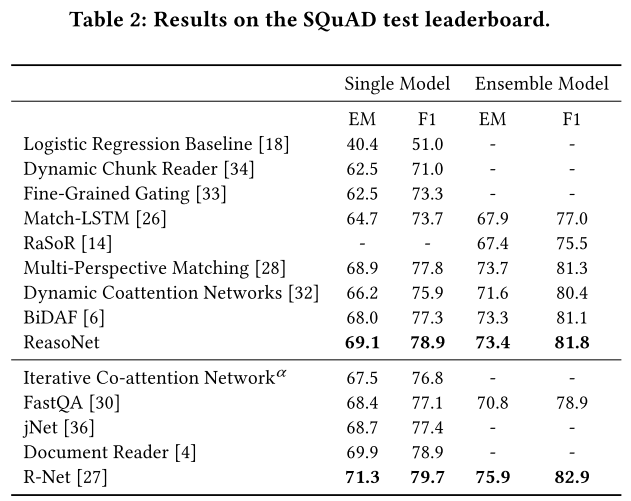 Table 2: Results on the SQuAD test leaderboard.
Single Model Ensemble Model
EM F1 EM F1
Logistic Regression Baseline [18] 40.4 51.0 - -
Dynamic Chunk Reader [34] 62.5 71.0 - -
Fine-Grained Gating [33] 62.5 73.3 - -
Match-LSTM [26] 64.7 73.7 67.9 77.0
RaSoR [14] - - 67.4 75.5
Multi-Perspective Matching [28] 68.9 77.8 73.7 81.3
Dynamic Coattention Networks [32] 66.2 75.9 71.6 80.4
BiDAF [6] 68.0 77.3 73.3 81.1
ReasoNet 69.1 78.9 73.4 81.8
Iterative Co-attention Network^α 67.5 76.8 - -
FastQA [30] 68.4 77.1 70.8 78.9
jNet [36] 68.7 77.4 - -
Document Reader [4] 69.9 78.9 - -
R-Net [27] 71.3 79.7 75.9 82.9